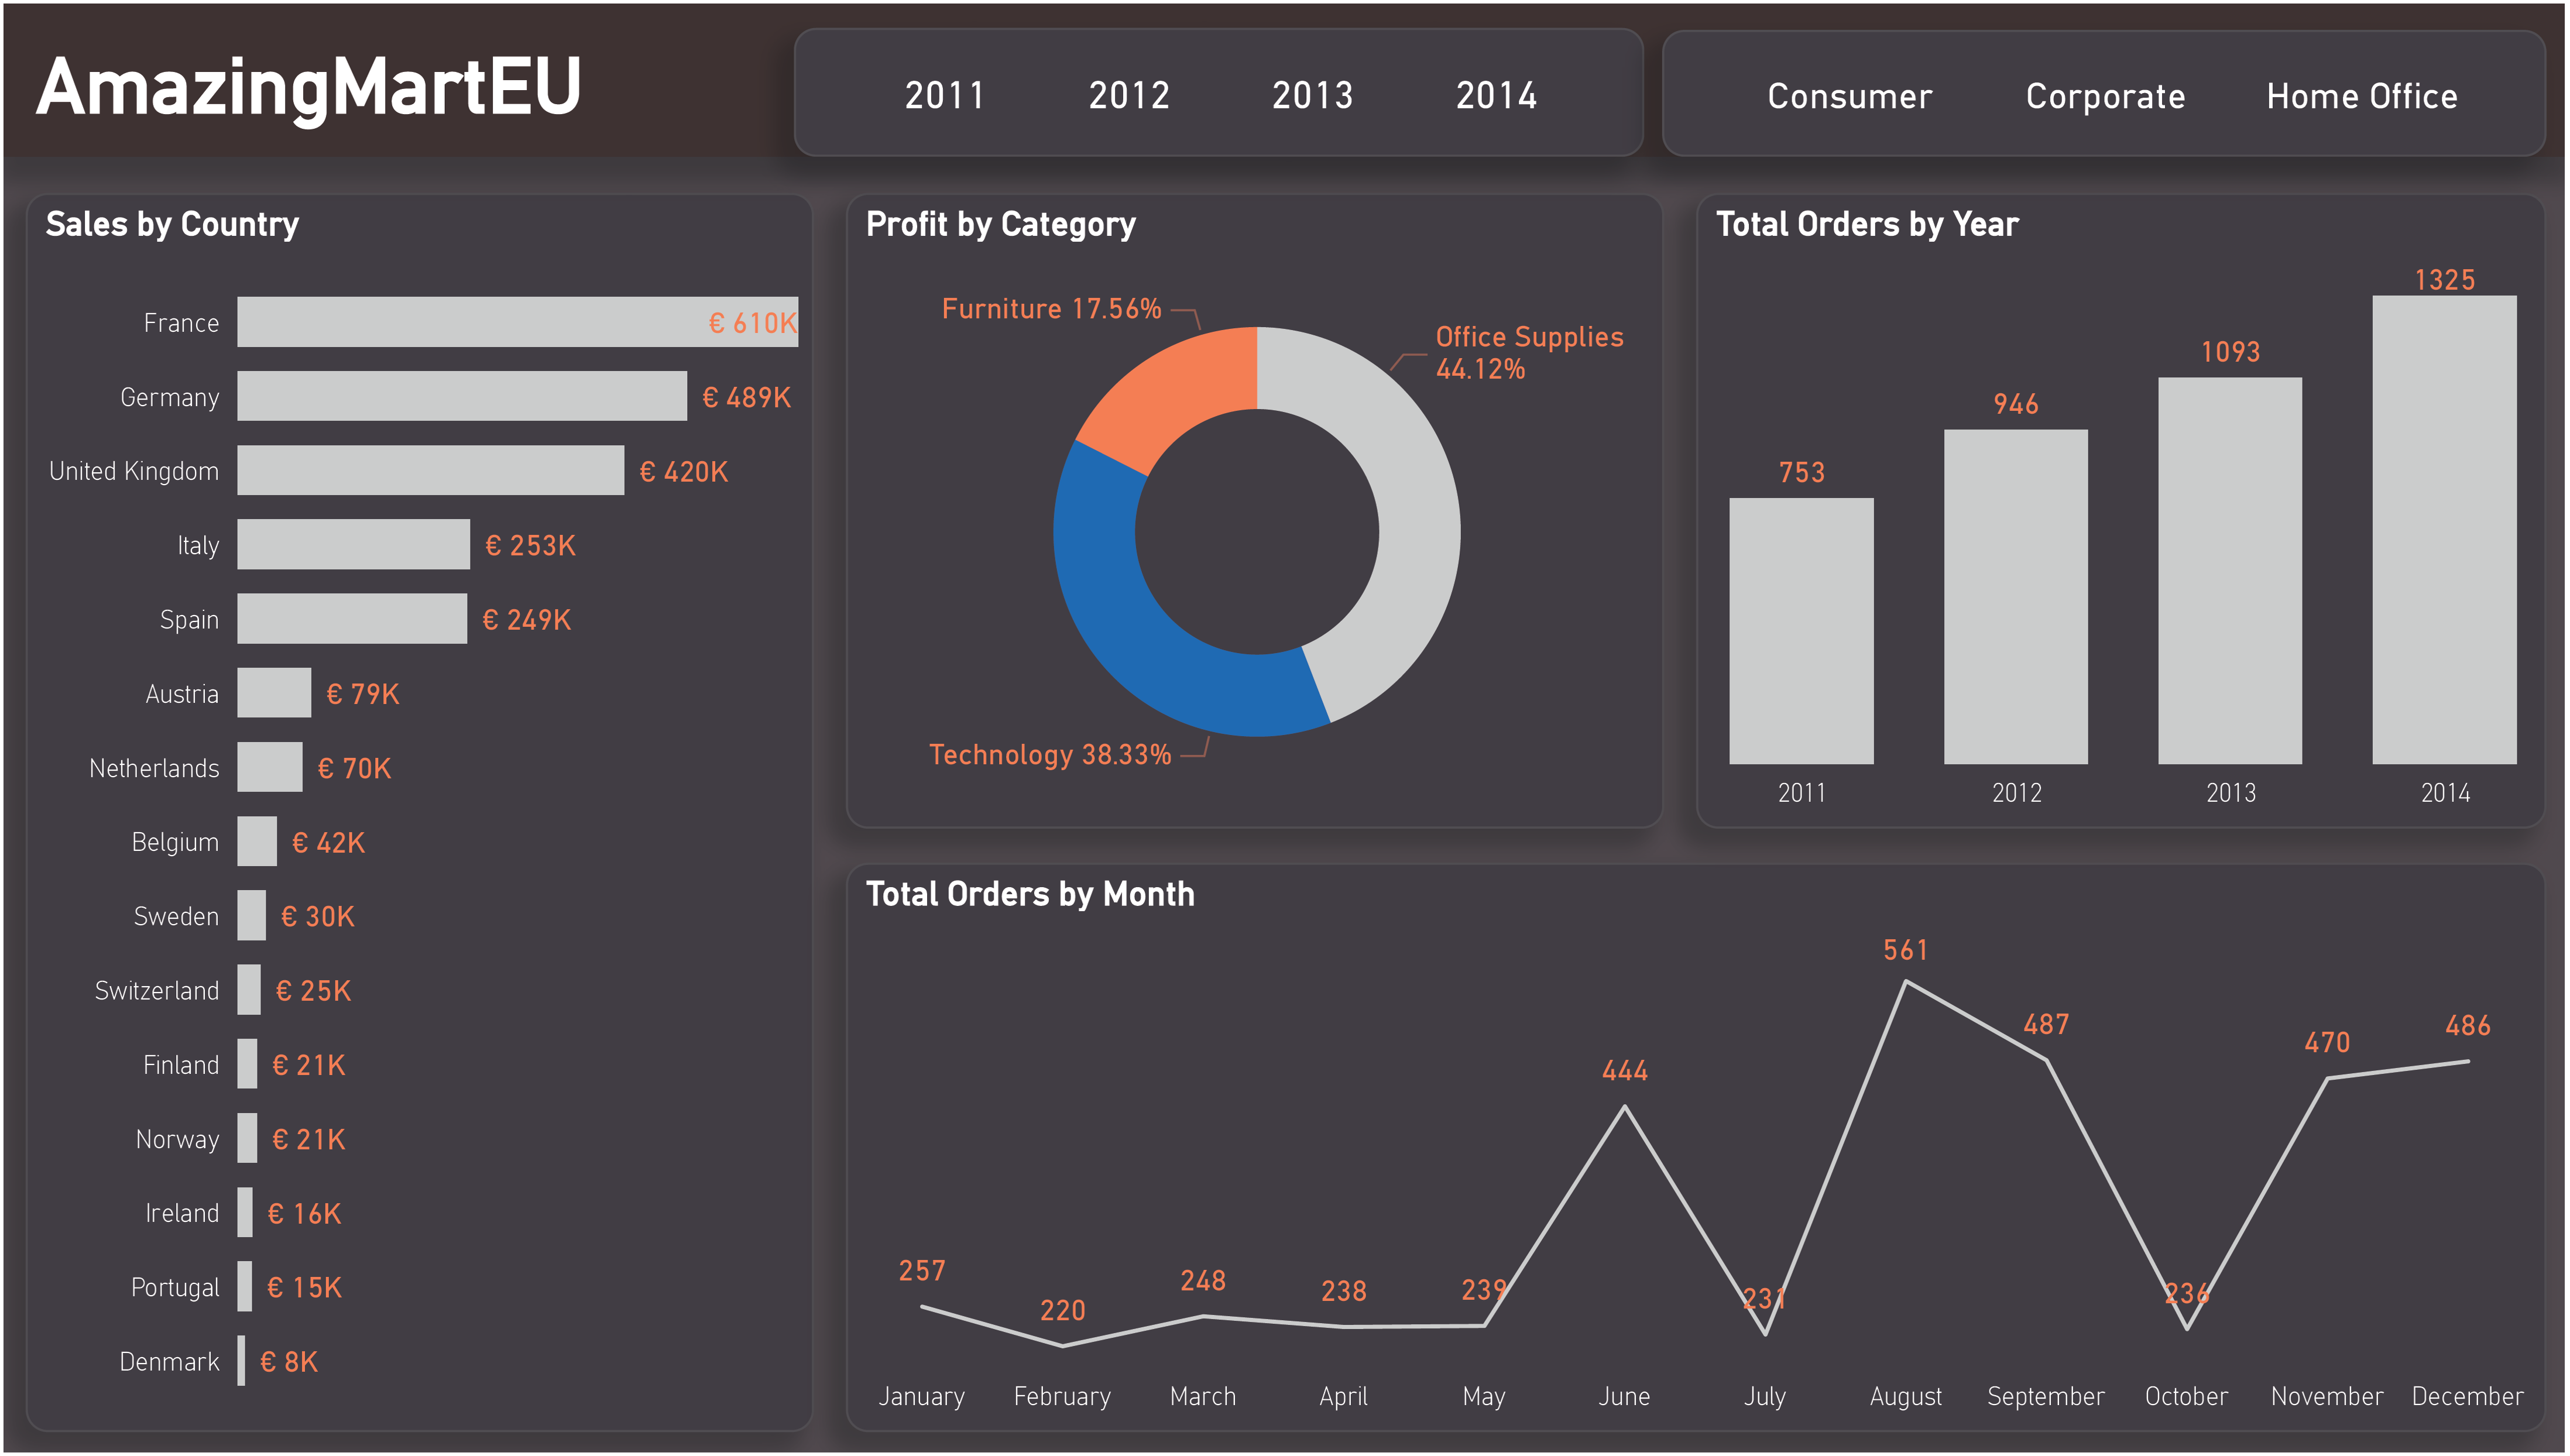 AmazingMartEU
2011 2012 2013 2014
Consumer Corporate Home Office
Sales by Country
France € 610K
Germany € 489K
United Kingdom € 420K
Italy € 253K
Spain € 249K
Austria € 79K
Netherlands € 70K
Belgium € 42K
Sweden € 30K
Switzerland € 25K
Finland € 21K
Norway € 21K
Ireland € 16K
Portugal € 15K
Denmark € 8K
Profit by Category
Furniture 17.56%
Office Supplies
44.12%
Technology 38.33%
Total Orders by Year
753 946 1093 1325
2011 2012 2013 2014
Total Orders by Month
257 220 248 238 239 444 231 561 487 236 470 486
January February March April May June July August September October November December